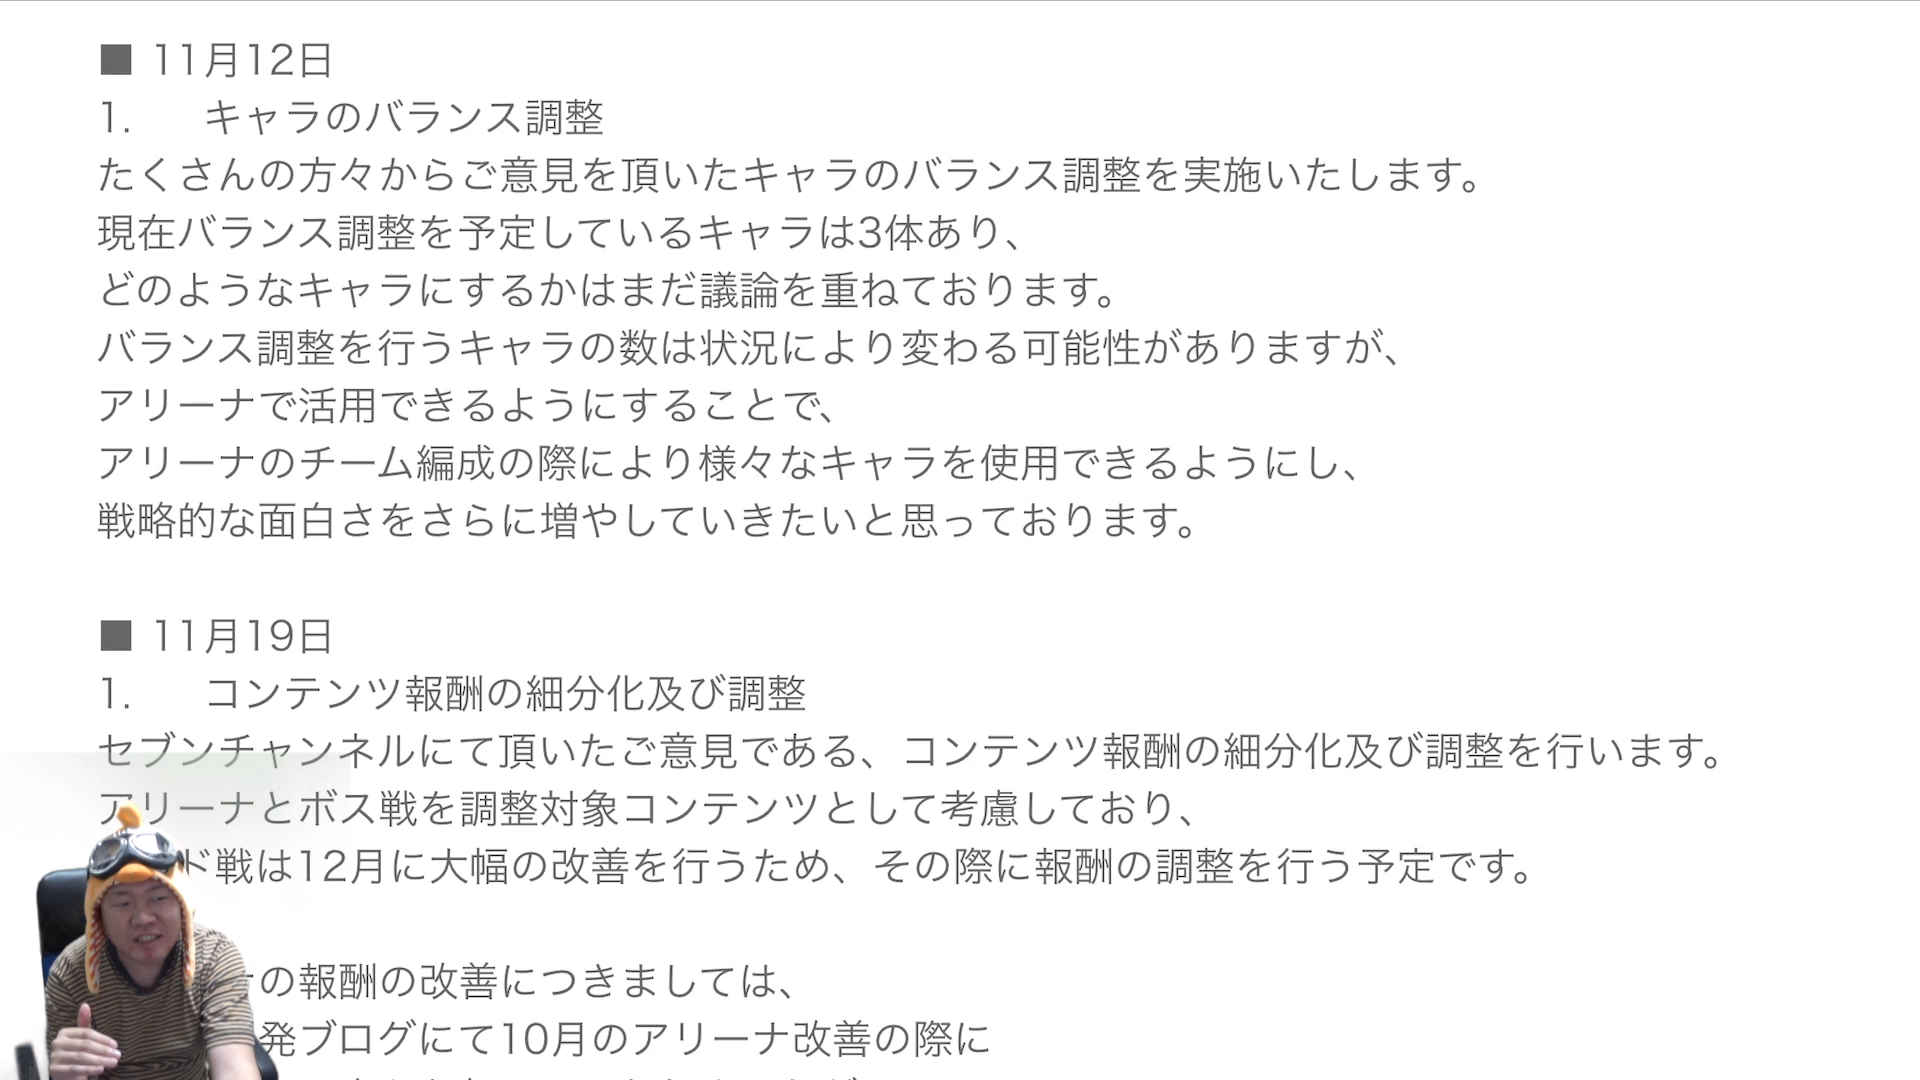 ■ 11月12日
1. キャラのバランス調整
たくさんの方々からご意見を頂いたキャラのバランス調整を実施いたします。
現在バランス調整を予定しているキャラは3体あり、
どのようなキャラにするかはまだ議論を重ねております。
バランス調整を行うキャラの数は状況により変わる可能性がありますが、
アリーナで活用できるようにすることで、
アリーナのチーム編成の際により様々なキャラを使用できるようにし、
戦略的な面白さをさらに増やしていきたいと思っております。
■ 11月19日
1. コンテンツ報酬の細分化及び調整
セブンチャンネルにて頂いたご意見である、コンテンツ報酬の細分化及び調整を行います。
アリーナとボス戦を調整対象コンテンツとして考慮しており、
ド戦は12月に大幅の改善を行うため、その際に報酬の調整を行う予定です。
の報酬の改善につきましては、
発ブログにて10月のアリーナ改善の際に